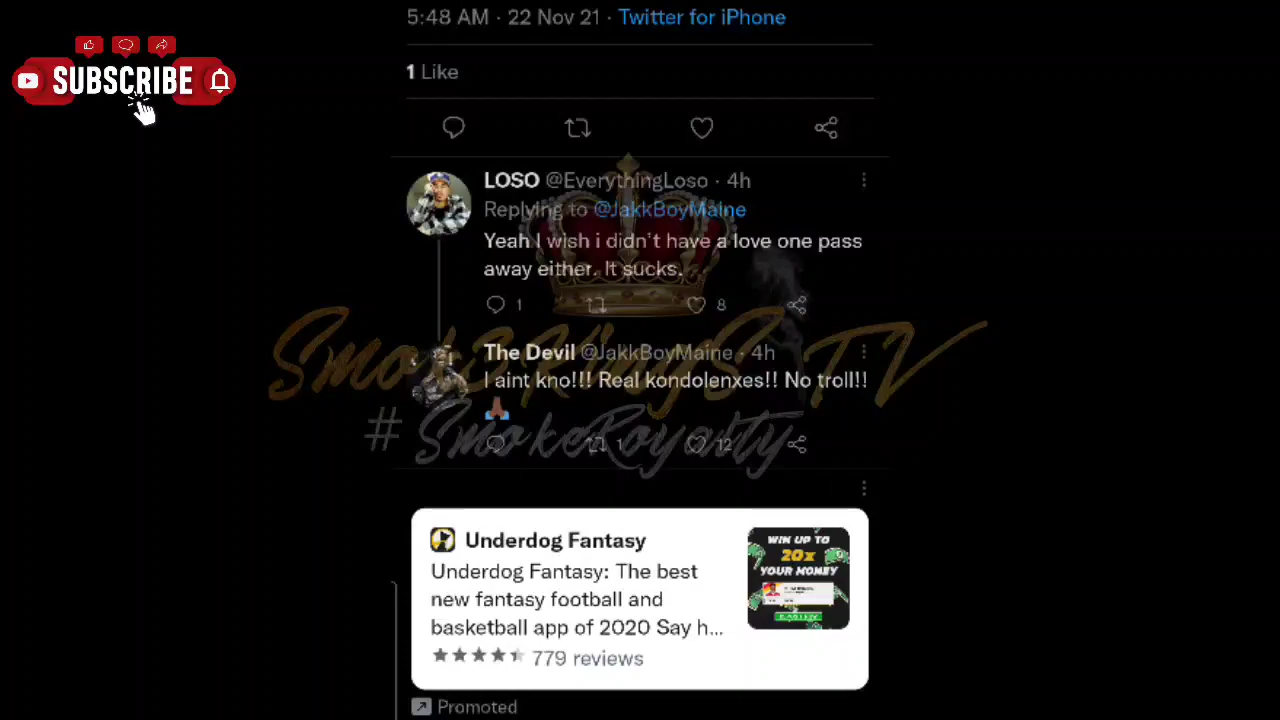 5:48 AM · 22 Nov 21 · Twitter for iPhone
SUBSCRIBE
1 Like
LOSO @EverythingLoso · 4h
Replying to @JakkBoyMaine
Yeah I wish i didn't have a love one pass
away either. It sucks.
1 8
Smok3KingS TV
The Devil @JakkBoyMaine · 4h
I aint kno!!! Real kondolenxes!! No troll!!
🙏🏾
#SmokeRoyalty
1 12
Underdog Fantasy
Underdog Fantasy: The best
new fantasy football and
basketball app of 2020 Say h...
779 reviews
WIN UP TO
20x
YOUR MONEY
Promoted